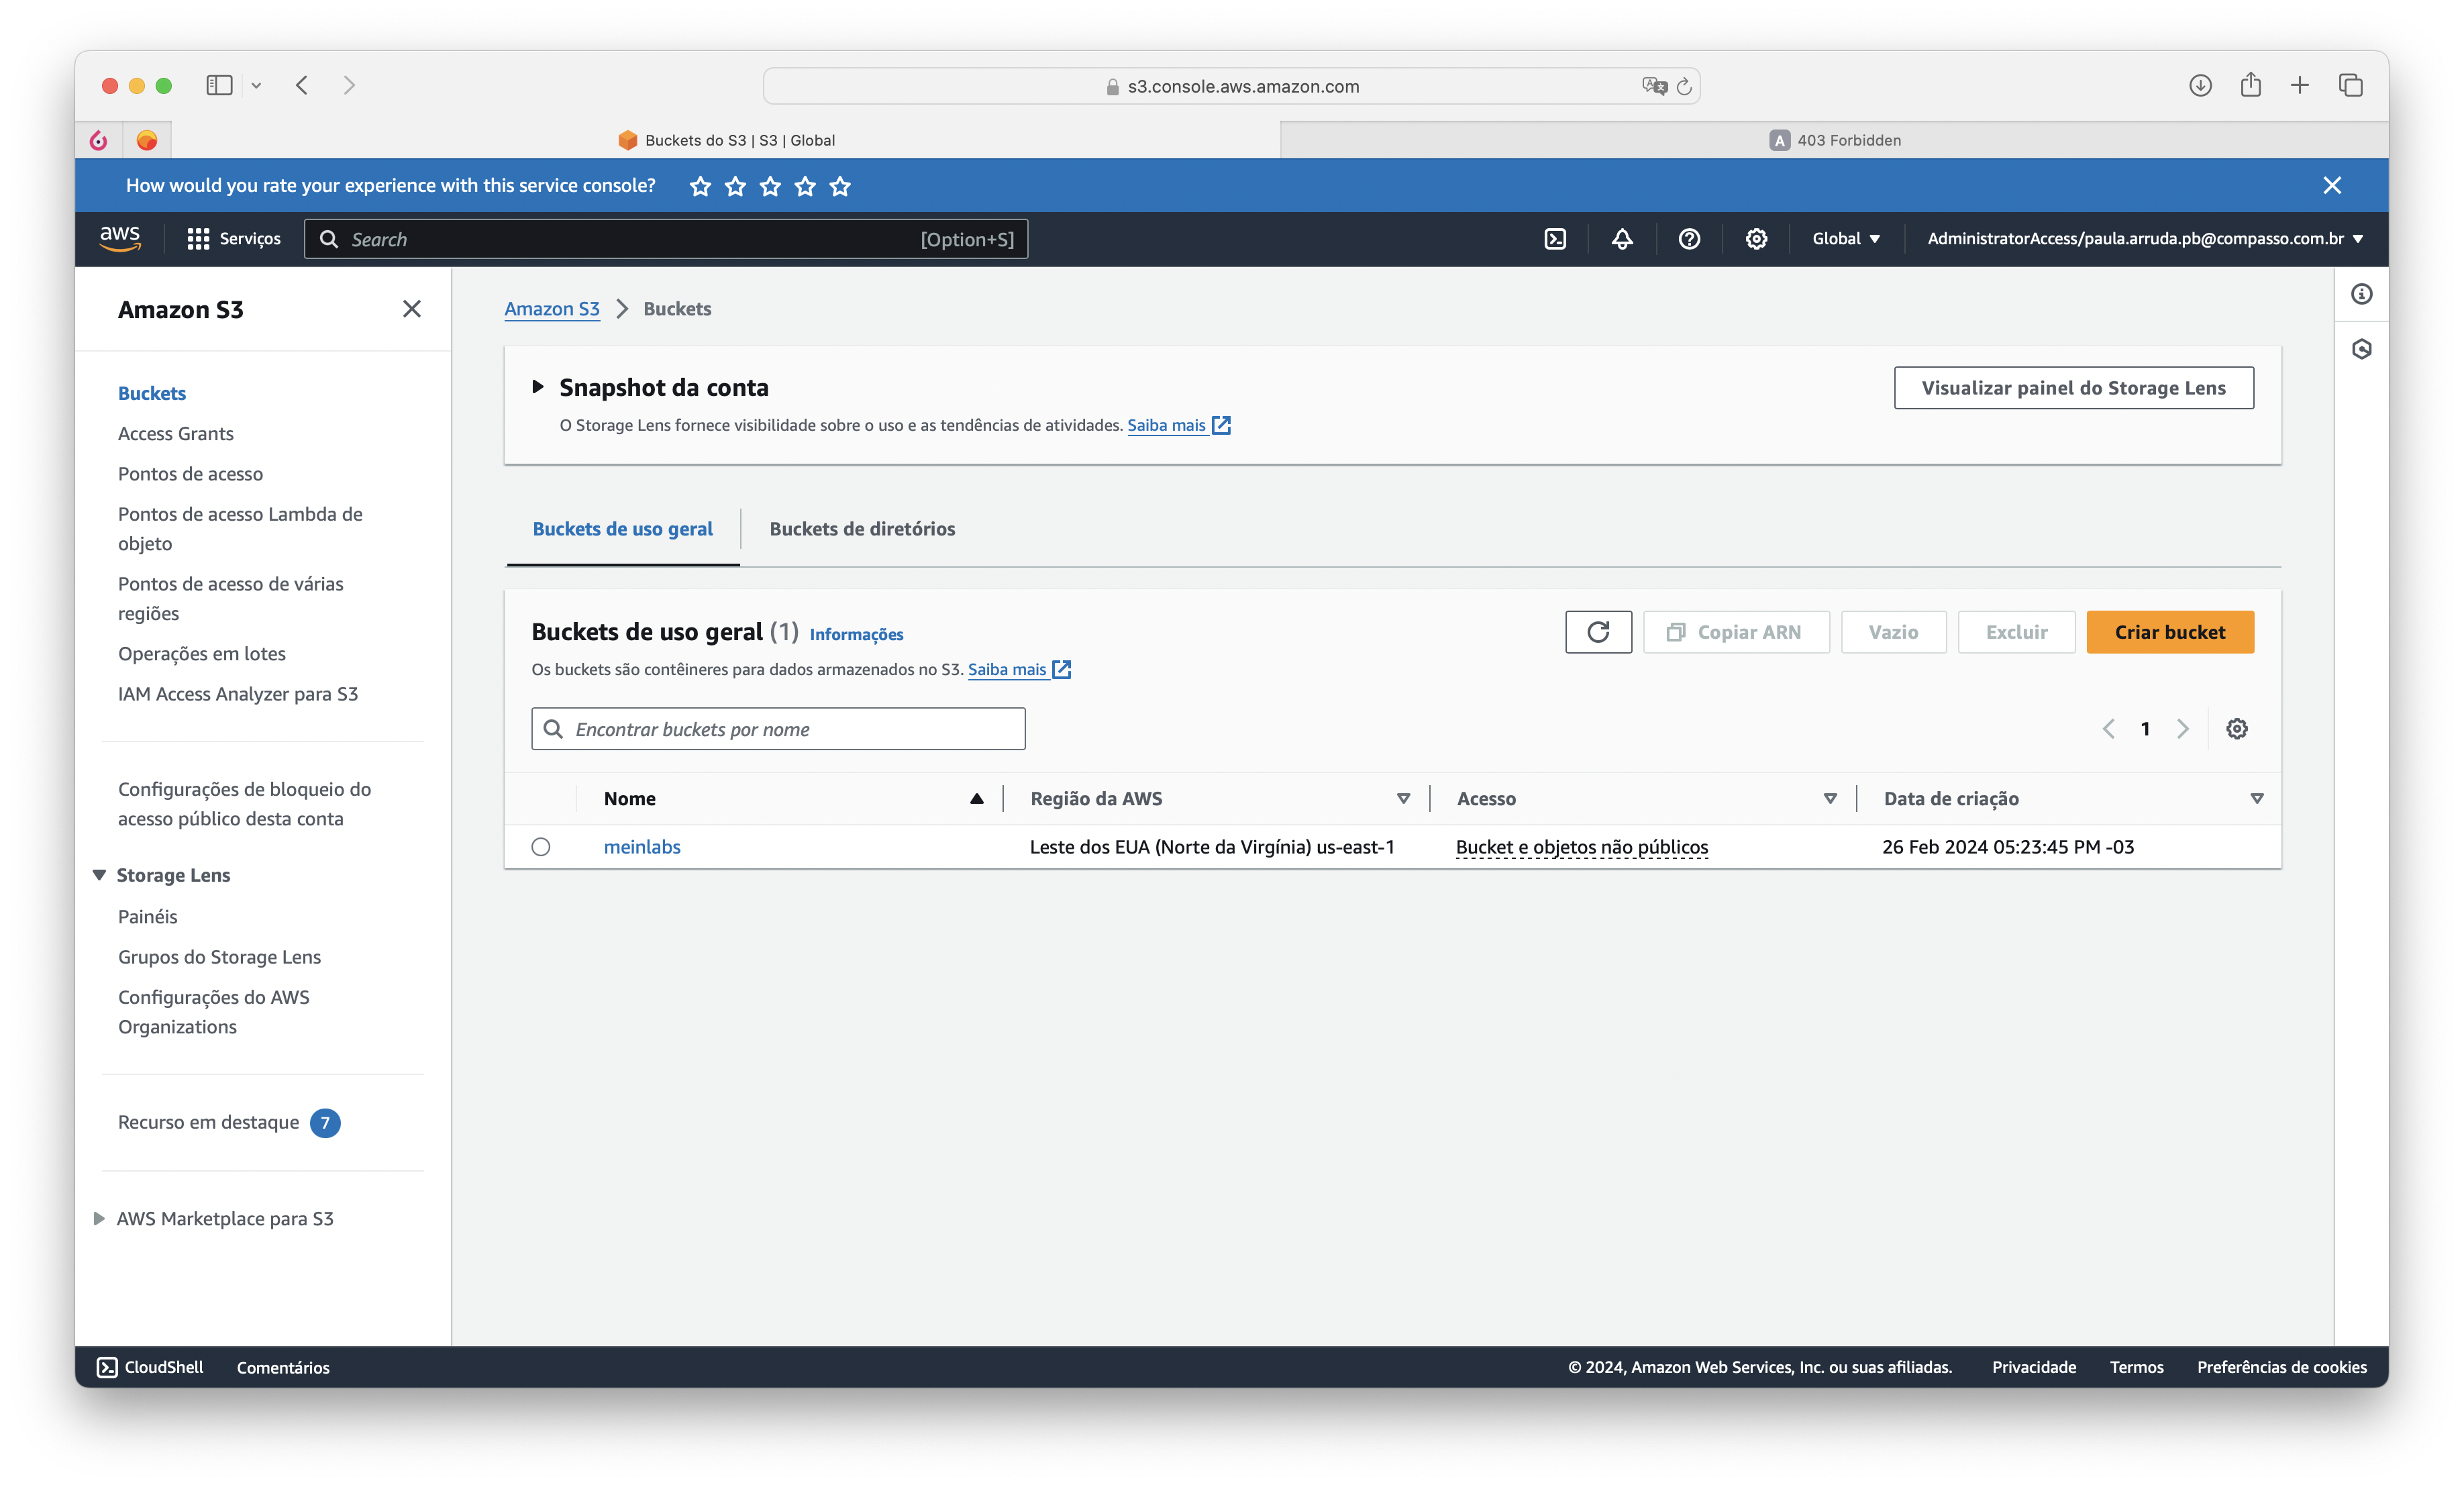 s3.console.aws.amazon.com
Buckets do S3 | S3 | Global
A 403 Forbidden
How would you rate your experience with this service console?
aws
Serviços
Search
[Option+S]
Global
AdministratorAccess/paula.arruda.pb@compasso.com.br
Amazon S3
Buckets
Access Grants
Pontos de acesso
Pontos de acesso Lambda de
objeto
Pontos de acesso de várias
regiões
Operações em lotes
IAM Access Analyzer para S3
Configurações de bloqueio do
acesso público desta conta
Storage Lens
Painéis
Grupos do Storage Lens
Configurações do AWS
Organizations
Recurso em destaque 7
AWS Marketplace para S3
Amazon S3 > Buckets
Snapshot da conta
O Storage Lens fornece visibilidade sobre o uso e as tendências de atividades. Saiba mais
Visualizar painel do Storage Lens
Buckets de uso geral
Buckets de diretórios
Buckets de uso geral (1) Informações
Os buckets são contêineres para dados armazenados no S3. Saiba mais
Copiar ARN
Vazio
Excluir
Criar bucket
Encontrar buckets por nome
1
Nome Região da AWS Acesso Data de criação
meinlabs Leste dos EUA (Norte da Virgínia) us-east-1 Bucket e objetos não públicos 26 Feb 2024 05:23:45 PM -03
CloudShell Comentários © 2024, Amazon Web Services, Inc. ou suas afiliadas. Privacidade Termos Preferências de cookies